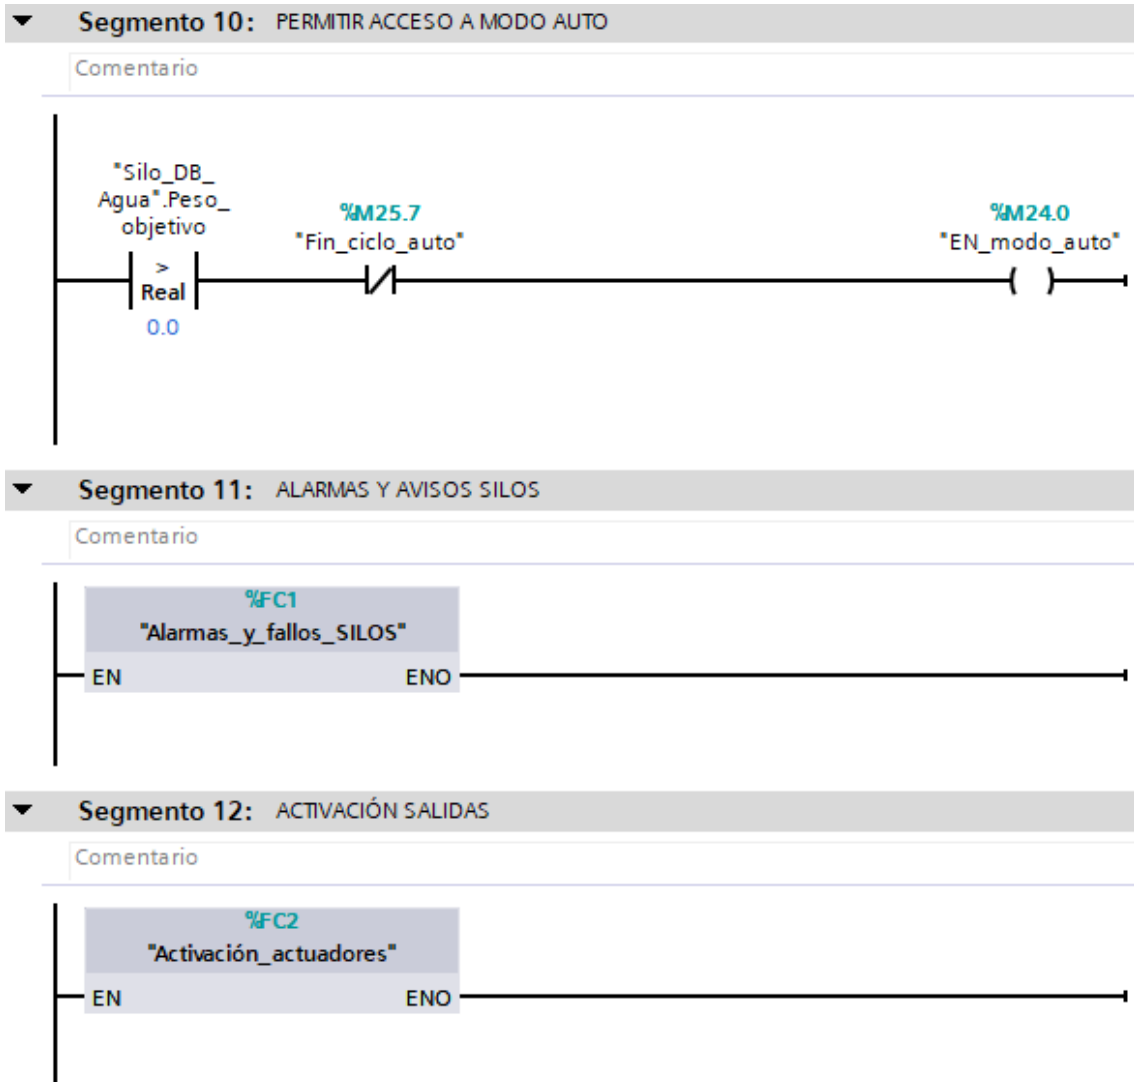 Segmento 10: PERMITIR ACCESO A MODO AUTO
Comentario
"Silo_DB_
Agua".Peso_
objetivo
>
Real
0.0
%M25.7
"Fin_ciclo_auto"
%M24.0
"EN_modo_auto"
Segmento 11: ALARMAS Y AVISOS SILOS
Comentario
%FC1
"Alarmas_y_fallos_SILOS"
EN ENO
Segmento 12: ACTIVACIÓN SALIDAS
Comentario
%FC2
"Activación_actuadores"
EN ENO